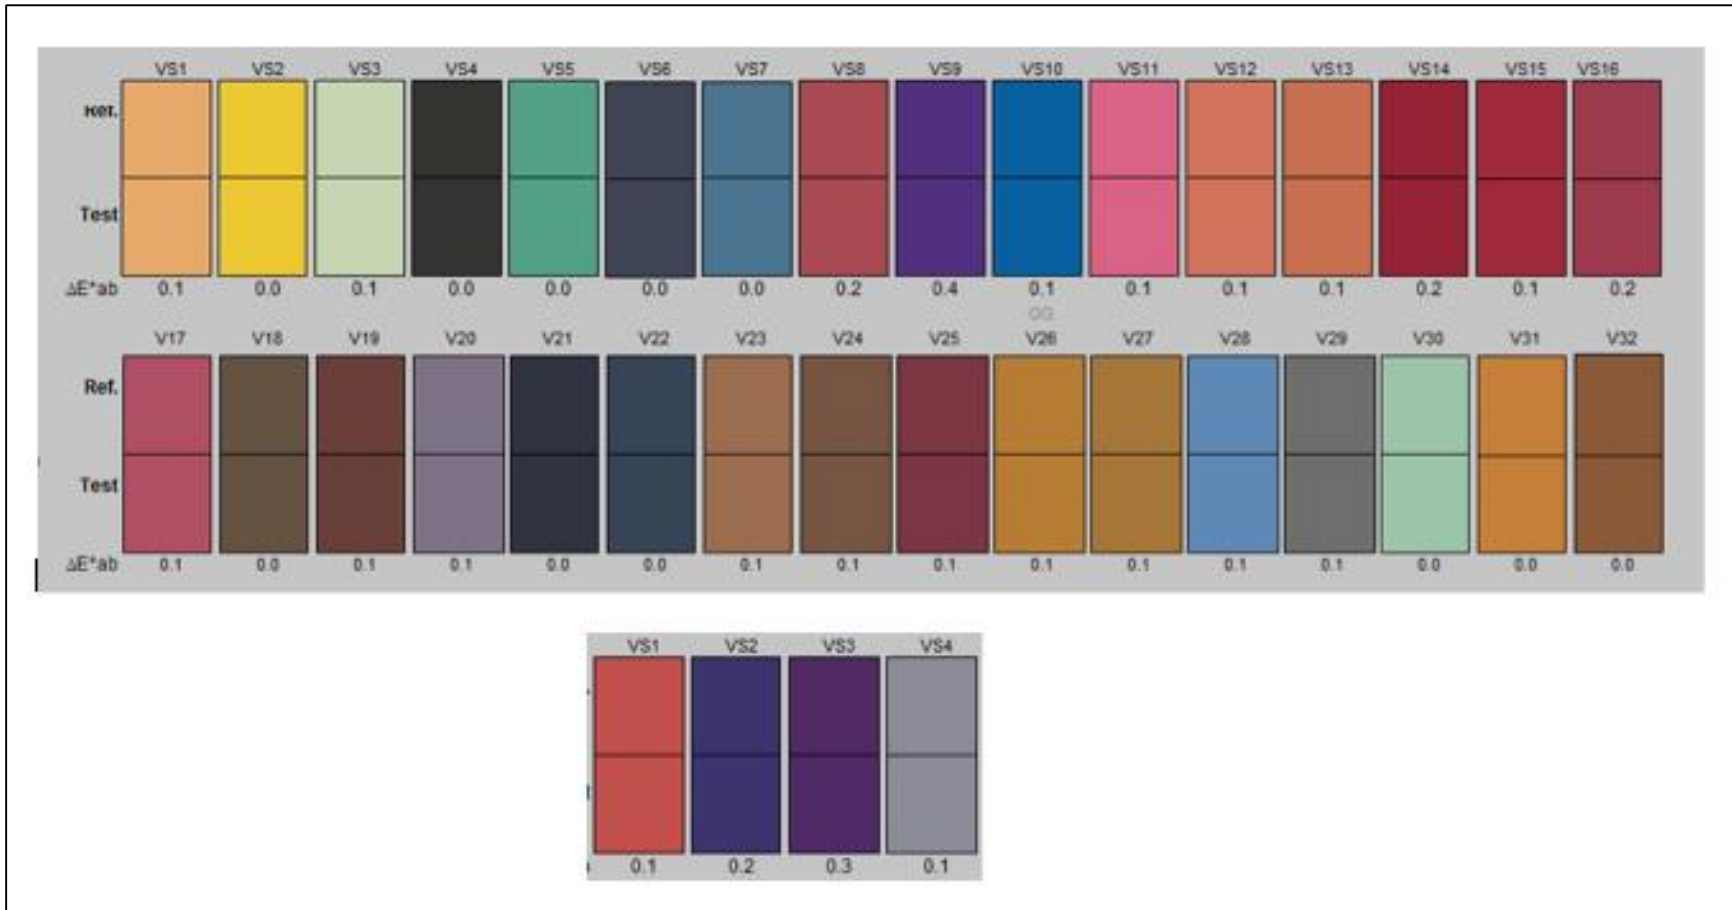 VS1 VS2 VS3 VS4 VS5 VS6 VS7 VS8 VS9 VS10 VS11 VS12 VS13 VS14 VS15 VS16
Ref.
Test
ΔE*ab 0.1 0.0 0.1 0.0 0.0 0.0 0.0 0.2 0.4 0.1 0.1 0.1 0.1 0.2 0.1 0.2
OG
V17 V18 V19 V20 V21 V22 V23 V24 V25 V26 V27 V28 V29 V30 V31 V32
Ref.
Test
ΔE*ab 0.1 0.0 0.1 0.1 0.0 0.0 0.1 0.1 0.1 0.1 0.1 0.1 0.1 0.0 0.0 0.0
VS1 VS2 VS3 VS4
0.1 0.2 0.3 0.1